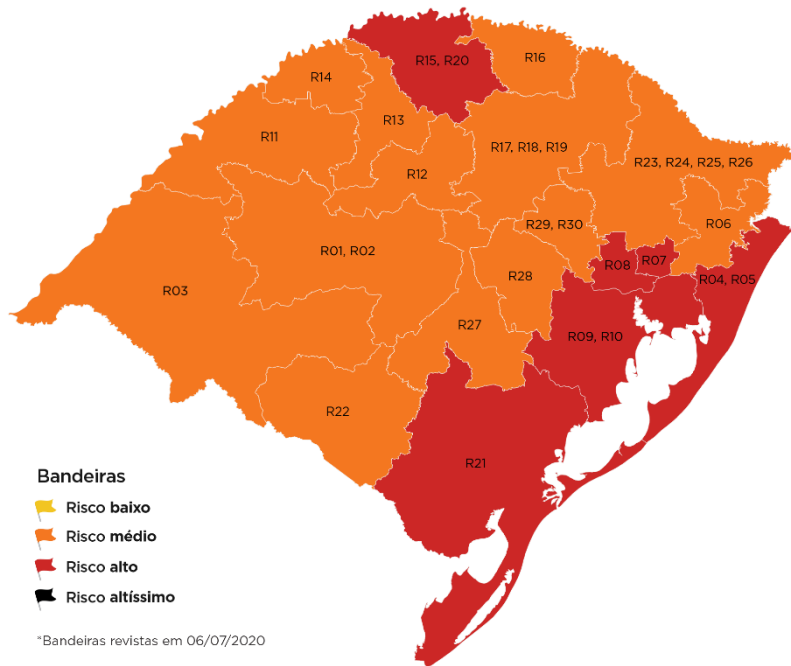 R15, R20
R16
R14
R13
R11
R17, R18, R19
R23, R24, R25, R26
R12
R29, R30
R06
R01, R02
R08
R07
R28
R04, R05
R03
R27
R09, R10
R22
R21
Bandeiras
Risco baixo
Risco médio
Risco alto
Risco altíssimo
*Bandeiras revistas em 06/07/2020